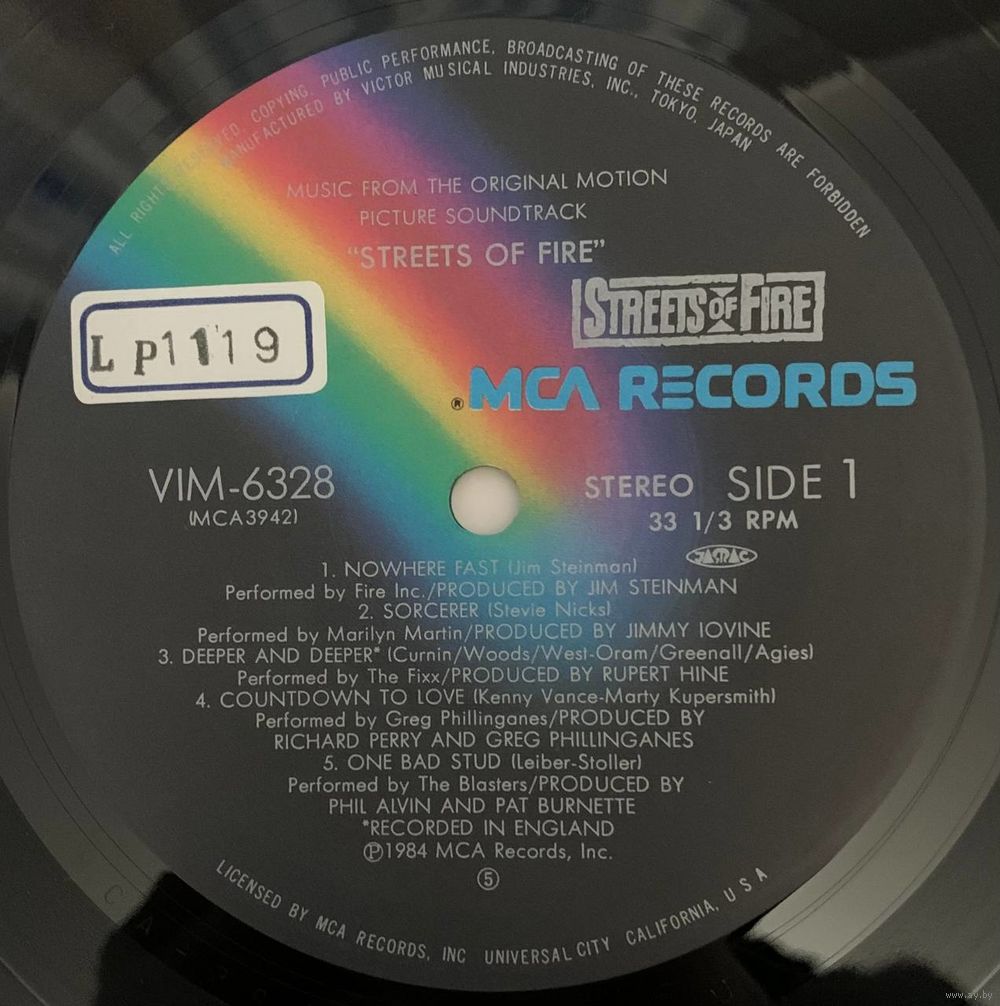 ALL RIGHTS RESERVED. COPYING, PUBLIC PERFORMANCE, BROADCASTING OF THESE RECORDS ARE FORBIDDEN
MANUFACTURED BY VICTOR MUSICAL INDUSTRIES, INC., TOKYO, JAPAN
MUSIC FROM THE ORIGINAL MOTION
PICTURE SOUNDTRACK
"STREETS OF FIRE"
STREETS OF FIRE
LP1119
® MCA RECORDS
VIM-6328
(MCA3942)
STEREO SIDE 1
33 1/3 RPM
JASRAC
1. NOWHERE FAST (Jim Steinman)
Performed by Fire Inc./PRODUCED BY JIM STEINMAN
2. SORCERER (Stevie Nicks)
Performed by Marilyn Martin/PRODUCED BY JIMMY IOVINE
3. DEEPER AND DEEPER* (Curnin/Woods/West-Oram/Greenall/Agies)
Performed by The Fixx/PRODUCED BY RUPERT HINE
4. COUNTDOWN TO LOVE (Kenny Vance-Marty Kupersmith)
Performed by Greg Phillinganes/PRODUCED BY
RICHARD PERRY AND GREG PHILLINGANES
5. ONE BAD STUD (Leiber-Stoller)
Performed by The Blasters/PRODUCED BY
PHIL ALVIN AND PAT BURNETTE
*RECORDED IN ENGLAND
℗1984 MCA Records, Inc.
⑤
LICENSED BY MCA RECORDS, INC UNIVERSAL CITY CALIFORNIA, U S A
www.ay.by